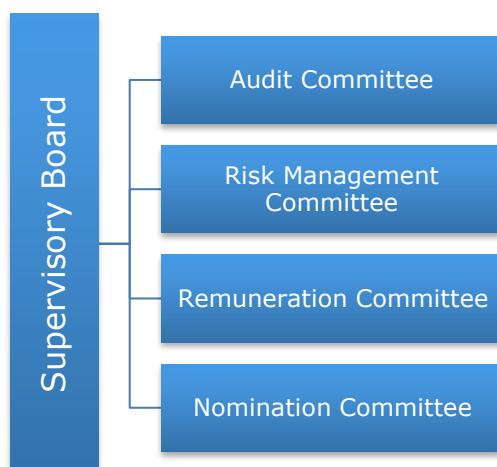 Supervisory Board
Audit Committee
Risk Management
Committee
Remuneration Committee
Nomination Committee